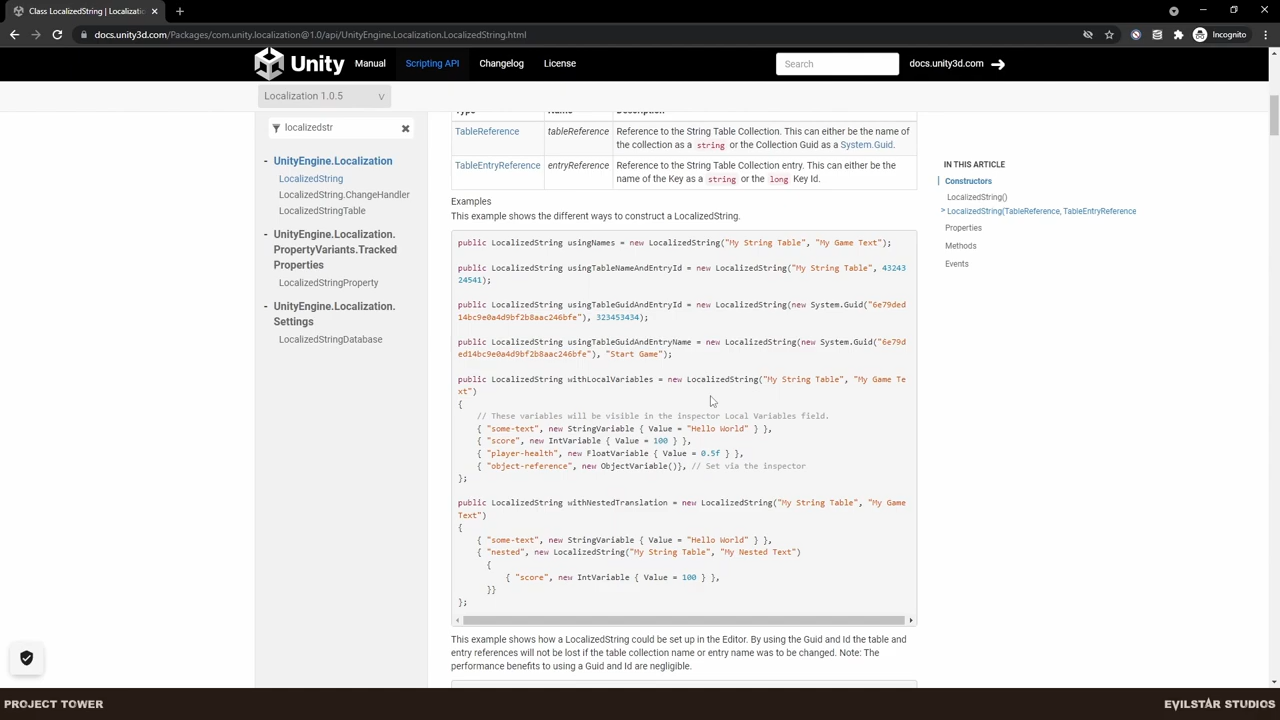 Class LocalizedString | Localizatio
docs.unity3d.com/Packages/com.unity.localization@1.0/api/UnityEngine.Localization.LocalizedString.html
Incognito
Unity
Manual
Scripting API
Changelog
License
Search
docs.unity3d.com
Localization 1.0.5
localizedstr
- UnityEngine.Localization
LocalizedString
LocalizedString.ChangeHandler
LocalizedStringTable
- UnityEngine.Localization.
PropertyVariants.Tracked
Properties
LocalizedStringProperty
- UnityEngine.Localization.
Settings
LocalizedStringDatabase
Type Name Description
TableReference tableReference Reference to the String Table Collection. This can either be the name
of the collection as a string or the Collection Guid as a System.Guid.
TableEntryReference entryReference Reference to the String Table Collection entry. This can either be the
name of the Key as a string or the long Key Id.
Examples
This example shows the different ways to construct a LocalizedString.
public LocalizedString usingNames = new LocalizedString("My String Table", "My Game Text");
public LocalizedString usingTableNameAndEntryId = new LocalizedString("My String Table", 4324
324541);
public LocalizedString usingTableGuidAndEntryId = new LocalizedString(new System.Guid("6e79ded
14bc9e0a4d9bf2b8aac246bfe"), 323453434);
public LocalizedString usingTableGuidAndEntryName = new LocalizedString(new System.Guid("6e79d
ed14bc9e0a4d9bf2b8aac246bfe"), "Start Game");
public LocalizedString withLocalVariables = new LocalizedString("My String Table", "My Game Te
xt")
{
// These variables will be visible in the inspector Local Variables field.
{ "some-text", new StringVariable { Value = "Hello World" } },
{ "score", new IntVariable { Value = 100 } },
{ "player-health", new FloatVariable { Value = 0.5f } },
{ "object-reference", new ObjectVariable()}, // Set via the inspector
};
public LocalizedString withNestedTranslation = new LocalizedString("My String Table", "My Game
Text")
{
{ "some-text", new StringVariable { Value = "Hello World" } },
{ "nested", new LocalizedString("My String Table", "My Nested Text")
{
{ "score", new IntVariable { Value = 100 } },
}}
};
This example shows how a LocalizedString could be set up in the Editor. By using the Guid and Id the table and
entry references will not be lost if the table collection name or entry name was to be changed. Note: The
performance benefits to using a Guid and Id are negligible.
IN THIS ARTICLE
Constructors
LocalizedString()
> LocalizedString(TableReference, TableEntryReference
Properties
Methods
Events
PROJECT TOWER
EVILSTAR STUDIOS